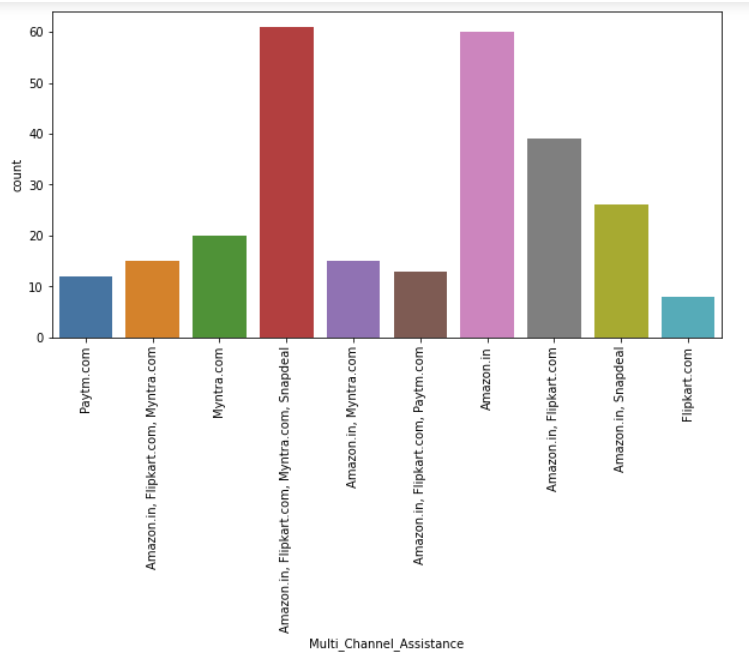 60
50
40
30
20
10
0
count
Paytm.com
Amazon.in, Flipkart.com, Myntra.com
Myntra.com
Amazon.in, Flipkart.com, Myntra.com, Snapdeal
Amazon.in, Myntra.com
Amazon.in, Flipkart.com, Paytm.com
Amazon.in
Amazon.in, Flipkart.com
Amazon.in, Snapdeal
Flipkart.com
Multi_Channel_Assistance